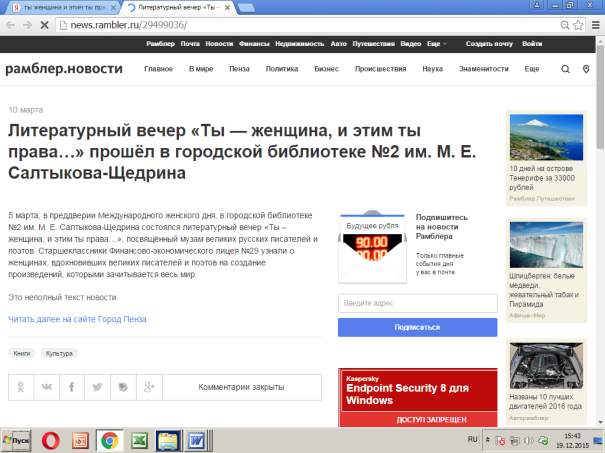 ты женщина и этим ты пра
Литературный вечер «Ты –
news.rambler.ru/29499036/
Рамблер Почта Новости Финансы Недвижимость Авто Путешествия Видео Еще Создать почту Войти
рамблер.новости
Главное В мире Пенза Политика Бизнес Происшествия Наука Знаменитости Еще
10 марта
Литературный вечер «Ты — женщина, и этим ты
права…» прошёл в городской библиотеке №2 им. М. Е.
Салтыкова-Щедрина
5 марта, в преддверии Международного женского дня, в городской библиотеке
№2 им. М. Е. Салтыкова-Щедрина состоялся литературный вечер «Ты –
женщина, и этим ты права…», посвящённый музам великих русских писателей и
поэтов. Старшеклассники Финансово-экономического лицея №29 узнали о
женщинах, вдохновивших великих писателей и поэтов на создание
произведений, которыми зачитывается весь мир.
Это неполный текст новости
Читать далее на сайте Город Пенза
Книги Культура
Комментарии закрыты
Будущее рубля
90.00
00.00
Подпишитесь
на новости
Рамблера
Только главные
события дня
у вас в почте
Введите адрес
Подписаться
Kaspersky
Endpoint Security 8 для
Windows
ДОСТУП ЗАПРЕЩЕН
10 дней на острове
Тенерифе за 33000
рублей
Рамблер.Путешествия
Шпицберген: белые
медведи,
жевательный табак и
Пирамида
Афиша–Мир
Названы 10 лучших
двигателей 2016 года
Авторамблер
Пуск
RU
15:43
19.12.2015